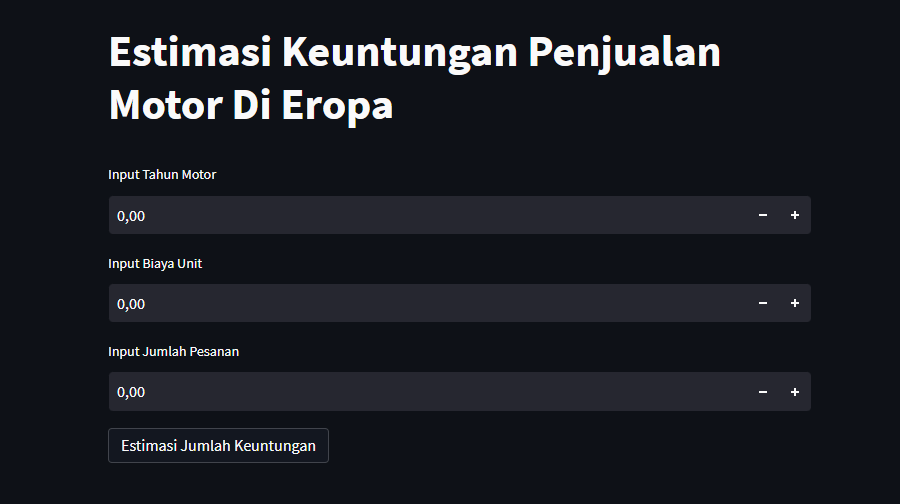 Estimasi Keuntungan Penjualan
Motor Di Eropa
Input Tahun Motor
0,00
Input Biaya Unit
0,00
Input Jumlah Pesanan
0,00
Estimasi Jumlah Keuntungan